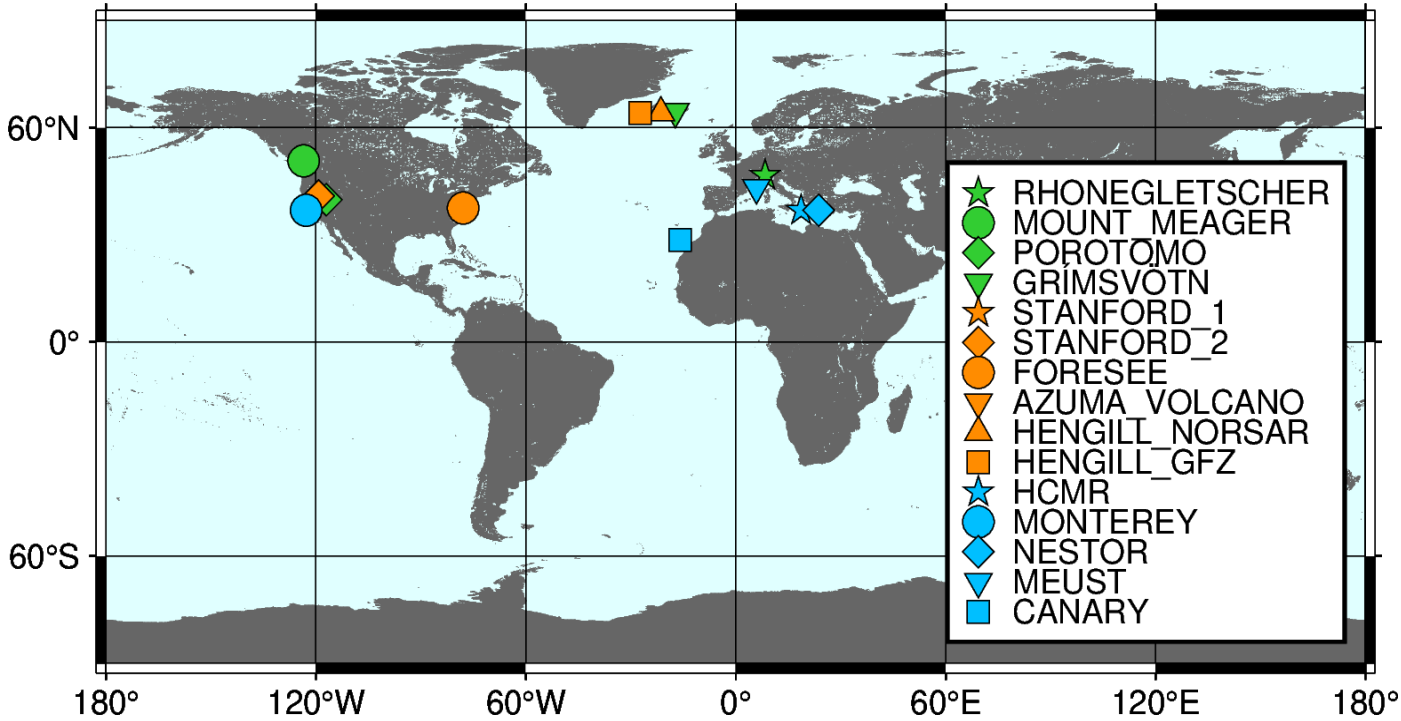 60°N
0°
60°S
RHONEGLETSCHER
MOUNT_MEAGER
POROTOMO
GRÍMSVÖTN
STANFORD_1
STANFORD_2
FORESEE
AZUMA_VOLCANO
HENGILL_NORSAR
HENGILL_GFZ
HCMR
MONTEREY
NESTOR
MEUST
CANARY
180° 120°W 60°W 0° 60°E 120°E 180°